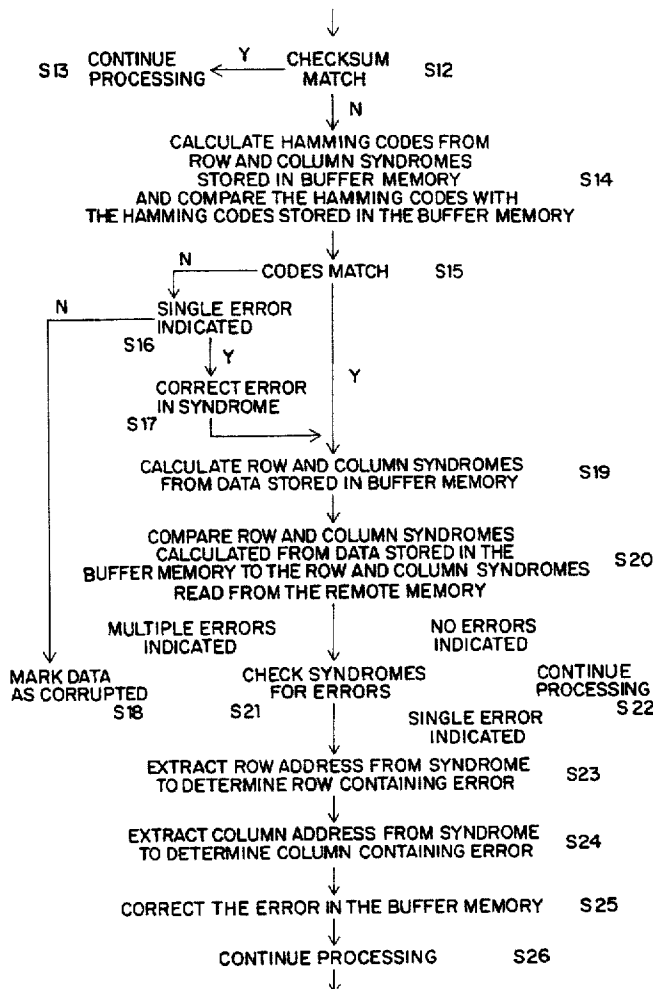 Y
S13 CONTINUE PROCESSING
CHECKSUM MATCH S12
N
CALCULATE HAMMING CODES FROM
ROW AND COLUMN SYNDROMES
STORED IN BUFFER MEMORY
AND COMPARE THE HAMMING CODES WITH
THE HAMMING CODES STORED IN THE BUFFER MEMORY
S14
N
CODES MATCH S15
N
SINGLE ERROR
INDICATED
S16
Y
Y
CORRECT ERROR
IN SYNDROME
S17
CALCULATE ROW AND COLUMN SYNDROMES
FROM DATA STORED IN BUFFER MEMORY
S19
COMPARE ROW AND COLUMN SYNDROMES
CALCULATED FROM DATA STORED IN THE
BUFFER MEMORY TO THE ROW AND COLUMN SYNDROMES
READ FROM THE REMOTE MEMORY
S20
MULTIPLE ERRORS
INDICATED
NO ERRORS
INDICATED
MARK DATA
AS CORRUPTED
S18
CHECK SYNDROMES
FOR ERRORS
S21
CONTINUE
PROCESSING
S22
SINGLE ERROR
INDICATED
EXTRACT ROW ADDRESS FROM SYNDROME
TO DETERMINE ROW CONTAINING ERROR
S23
EXTRACT COLUMN ADDRESS FROM SYNDROME
TO DETERMINE COLUMN CONTAINING ERROR
S24
CORRECT THE ERROR IN THE BUFFER MEMORY S25
CONTINUE PROCESSING S26